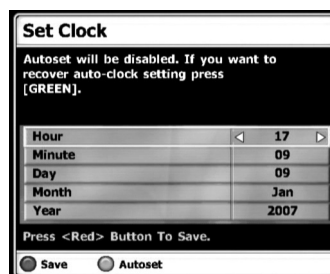 Set Clock
Autoset will be disabled. If you want to
recover auto-clock setting press
[GREEN].
Hour 17
Minute 09
Day 09
Month Jan
Year 2007
Press <Red> Button To Save.
Save Autoset